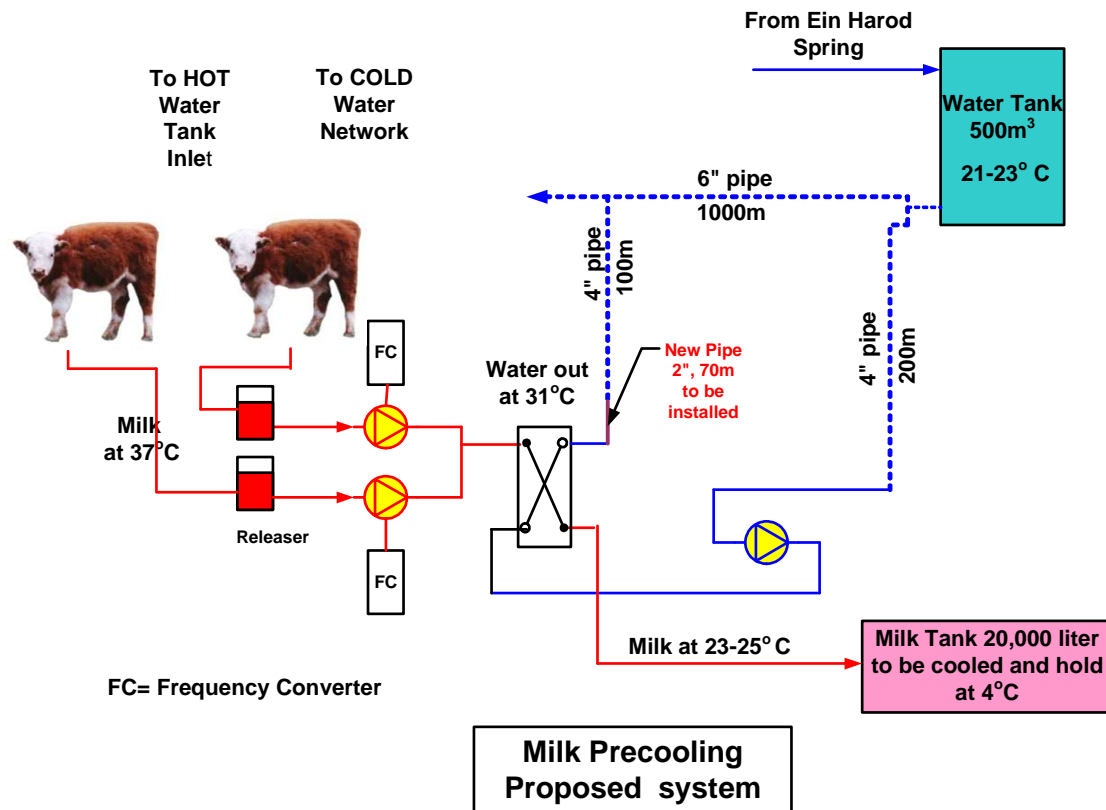 From Ein Harod
Spring
To HOT
Water
Tank
Inlet
To COLD
Water
Network
Water Tank
500m³
21-23° C
6" pipe
1000m
4" pipe
100m
4" pipe
200m
FC
Water out
at 31°C
New Pipe
2", 70m
to be
installed
Milk
at 37°C
Releaser
FC
Milk at 23-25° C
Milk Tank 20,000 liter
to be cooled and hold
at 4°C
FC= Frequency Converter
Milk Precooling
Proposed system